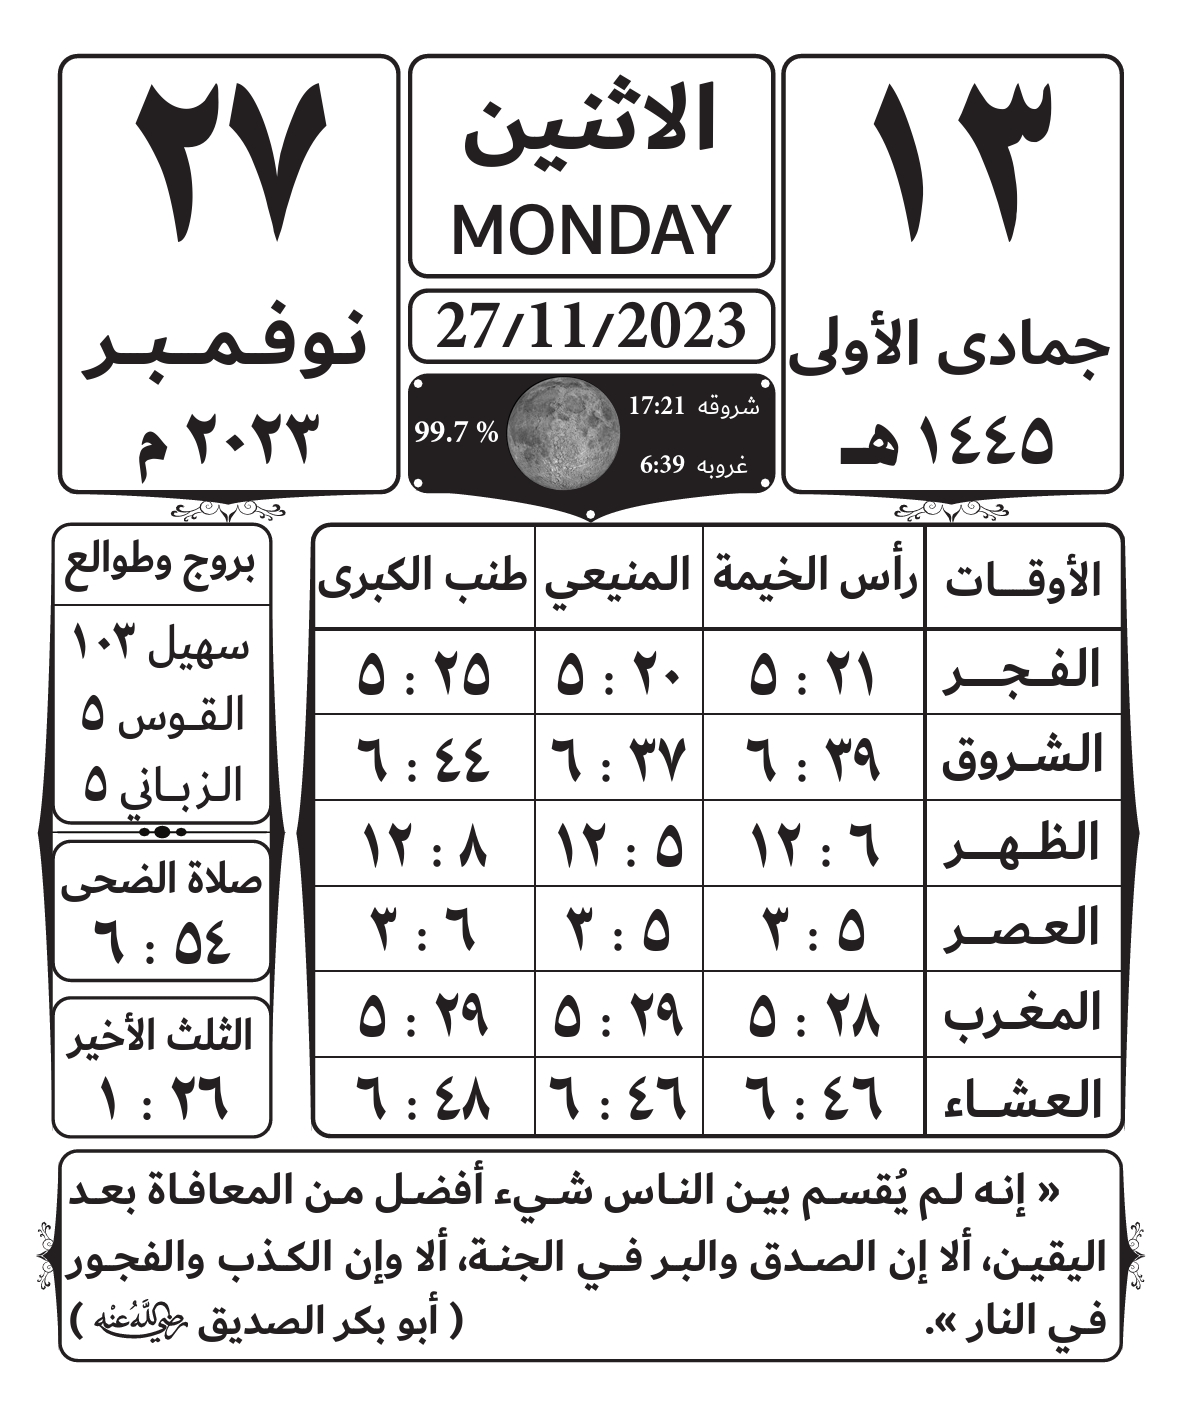 ١٣
جمادى الأولى
١٤٤٥ هـ
الاثنين
MONDAY
27/11/2023
شروقه 17:21
غروبه 6:39
99.7 %
٢٧
نوفمبر
٢٠٢٣ م
الأوقات رأس الخيمة المنيعي طنب الكبرى
الفجر ٥ : ٢١ ٥ : ٢٠ ٥ : ٢٥
الشروق ٦ : ٣٩ ٦ : ٣٧ ٦ : ٤٤
الظهر ١٢ : ٦ ١٢ : ٥ ١٢ : ٨
العصر ٣ : ٥ ٣ : ٥ ٣ : ٦
المغرب ٥ : ٢٨ ٥ : ٢٩ ٥ : ٢٩
العشاء ٦ : ٤٦ ٦ : ٤٦ ٦ : ٤٨
بروج وطوالع
سهيل ١٠٣
القوس ٥
الزباني ٥
صلاة الضحى
٦ : ٥٤
الثلث الأخير
١ : ٢٦
« إنه لم يُقسم بين الناس شيء أفضل من المعافاة بعد
اليقين، ألا إن الصدق والبر في الجنة، ألا وإن الكذب والفجور
في النار ». ( أبو بكر الصديق رضي الله عنه )